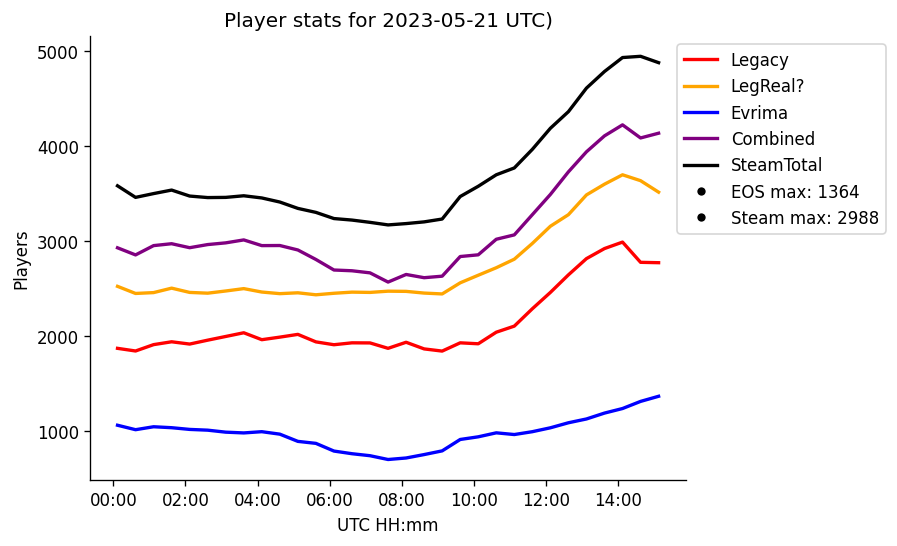 Player stats for 2023-05-21 UTC)
5000
4000
3000
2000
1000
Players
00:00 02:00 04:00 06:00 08:00 10:00 12:00 14:00
UTC HH:mm
Legacy
LegReal?
Evrima
Combined
SteamTotal
EOS max: 1364
Steam max: 2988